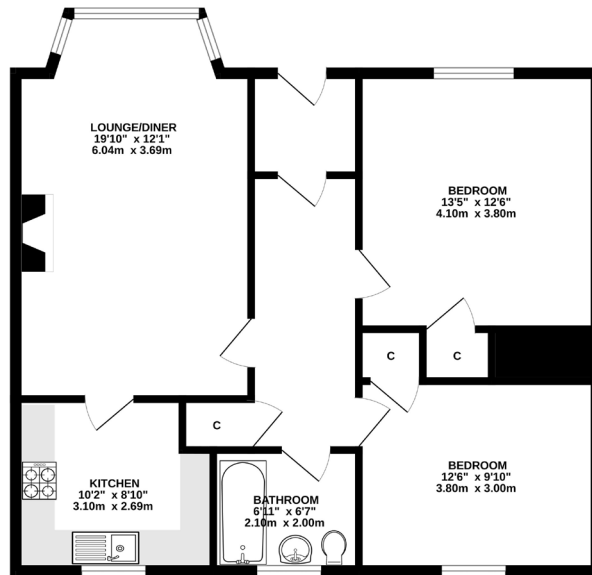 LOUNGE/DINER
19'10" x 12'1"
6.04m x 3.69m
BEDROOM
13'5" x 12'6"
4.10m x 3.80m
C
C
C
KITCHEN
10'2" x 8'10"
3.10m x 2.69m
BATHROOM
6'11" x 6'7"
2.10m x 2.00m
BEDROOM
12'6" x 9'10"
3.80m x 3.00m